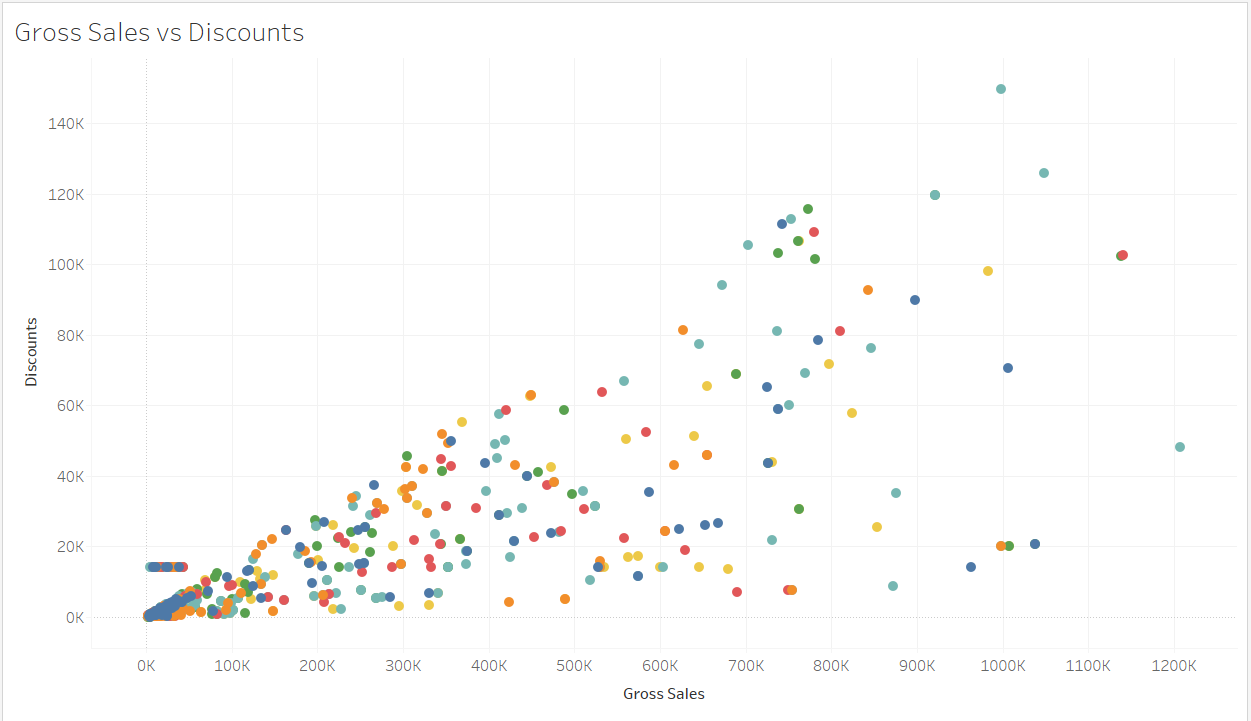 Gross Sales vs Discounts
140K
120K
100K
80K
60K
40K
20K
0K
Discounts
0K 100K 200K 300K 400K 500K 600K 700K 800K 900K 1000K 1100K 1200K
Gross Sales